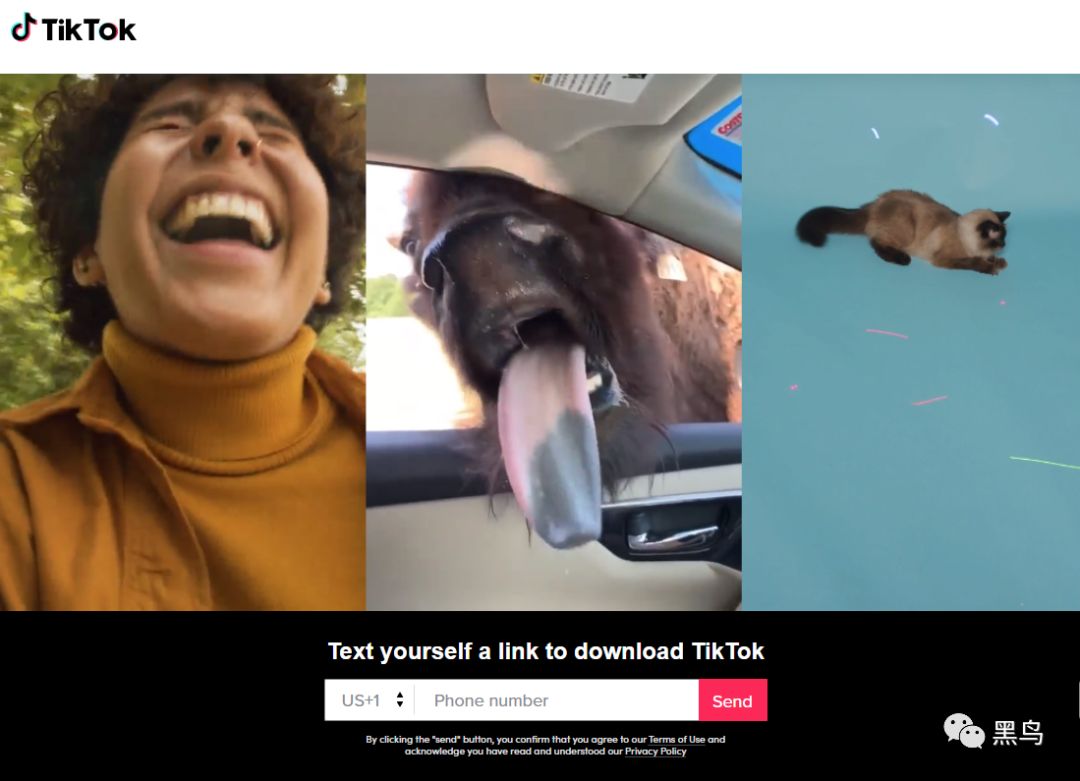 TikTok
Text yourself a link to download TikTok
US+1 Phone number Send
By clicking the "send" button, you confirm that you agree to our Terms of Use and
acknowledge you have read and understood our Privacy Policy
黑鸟